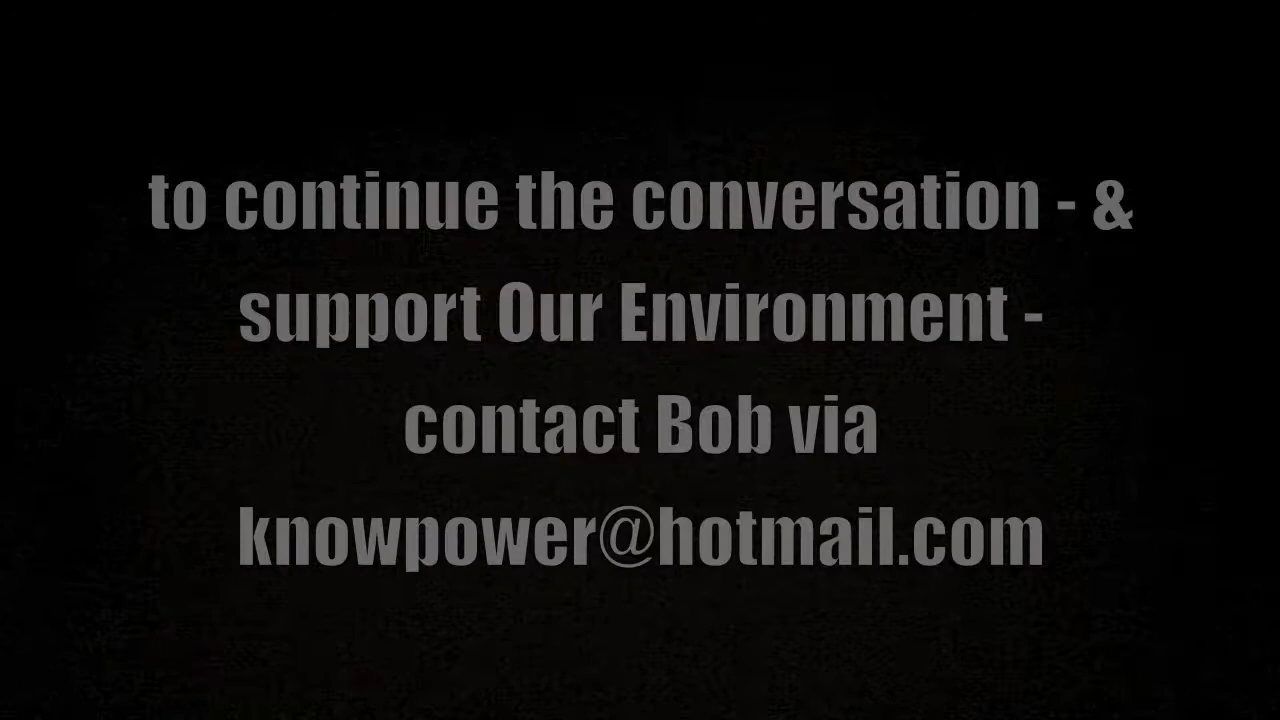 to continue the conversation - &
support Our Environment -
contact Bob via
knowpower@hotmail.com